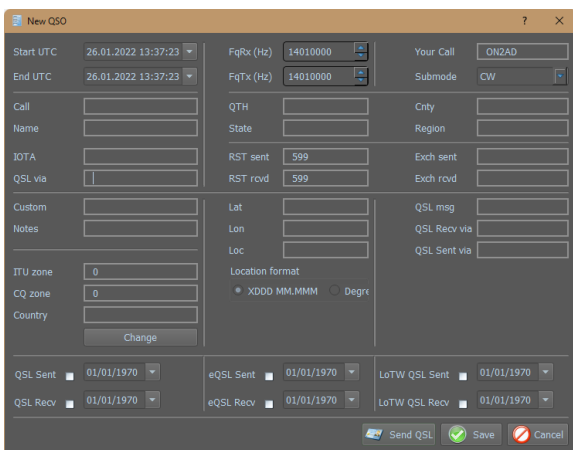 New QSO ? ×
Start UTC 26.01.2022 13:37:23 FqRx (Hz) 14010000 Your Call ON2AD
End UTC 26.01.2022 13:37:23 FqTx (Hz) 14010000 Submode CW
Call QTH Cnty
Name State Region
IOTA RST sent 599 Exch sent
QSL via RST rcvd 599 Exch rcvd
Custom Lat QSL msg
Notes Lon QSL Recv via
Loc QSL Sent via
ITU zone 0 Location format
CQ zone 0 XDDD MM.MMM Degre
Country
Change
QSL Sent 01/01/1970 eQSL Sent 01/01/1970 LoTW QSL Sent 01/01/1970
QSL Recv 01/01/1970 eQSL Recv 01/01/1970 LoTW QSL Recv 01/01/1970
Send QSL Save Cancel